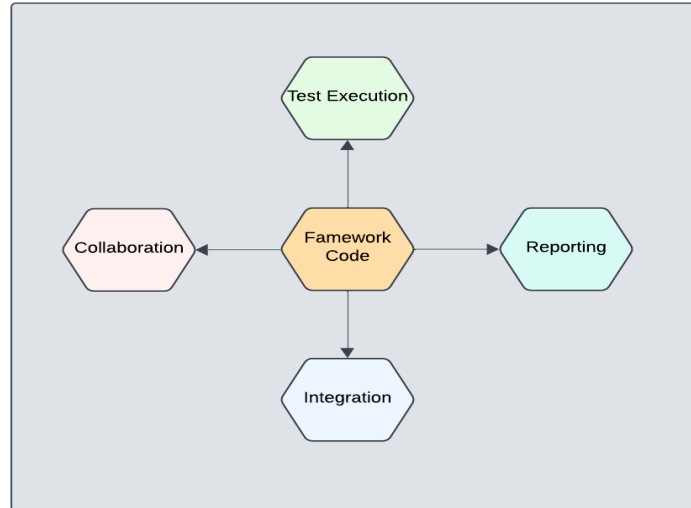 Test Execution
Collaboration
Famework
Code
Reporting
Integration